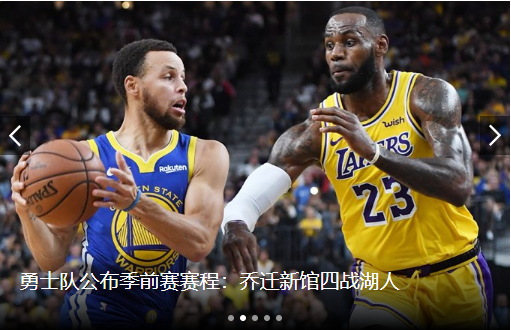 wish
Rakuten
LAKERS
23
SPALDING
GOLDEN STATE
WARRIORS
勇士队公布季前赛赛程：乔迁新馆四战湖人